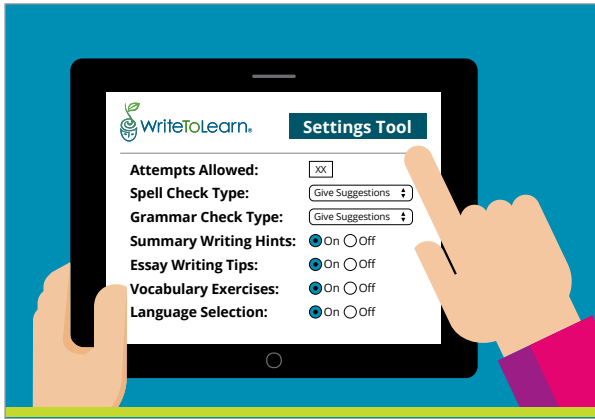 WriteToLearn®
Settings Tool
Attempts Allowed: XX
Spell Check Type: Give Suggestions
Grammar Check Type: Give Suggestions
Summary Writing Hints: On Off
Essay Writing Tips: On Off
Vocabulary Exercises: On Off
Language Selection: On Off